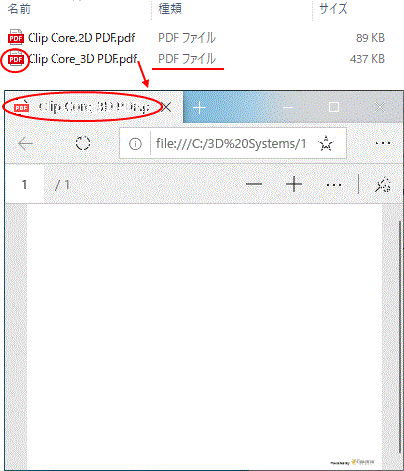 名前 種類 サイズ
Clip Core.2D PDF.pdf PDF ファイル 89 KB
Clip Core_3D PDF.pdf PDF ファイル 437 KB
PDF Clip Core_3D PDF.p
file:///C:/3D%20Systems/1
1 / 1
Powered by